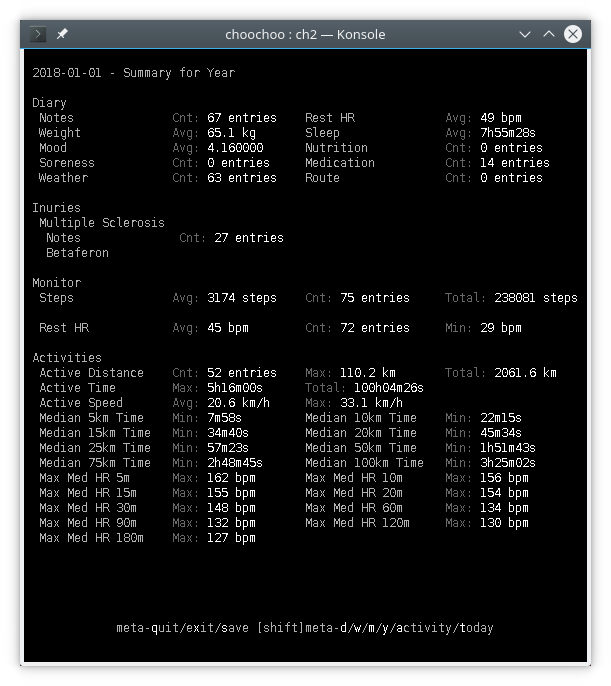 choochoo : ch2 — Konsole
2018-01-01 - Summary for Year
Diary
Notes Cnt: 67 entries Rest HR Avg: 49 bpm
Weight Avg: 65.1 kg Sleep Avg: 7h55m28s
Mood Avg: 4.160000 Nutrition Cnt: 0 entries
Soreness Cnt: 0 entries Medication Cnt: 14 entries
Weather Cnt: 63 entries Route Cnt: 0 entries
Inuries
Multiple Sclerosis
Notes Cnt: 27 entries
Betaferon
Monitor
Steps Avg: 3174 steps Cnt: 75 entries Total: 238081 steps
Rest HR Avg: 45 bpm Cnt: 72 entries Min: 29 bpm
Activities
Active Distance Cnt: 52 entries Max: 110.2 km Total: 2061.6 km
Active Time Max: 5h16m00s Total: 100h04m26s
Active Speed Avg: 20.6 km/h Max: 33.1 km/h
Median 5km Time Min: 7m58s Median 10km Time Min: 22m15s
Median 15km Time Min: 34m40s Median 20km Time Min: 45m34s
Median 25km Time Min: 57m23s Median 50km Time Min: 1h51m43s
Median 75km Time Min: 2h48m45s Median 100km Time Min: 3h25m02s
Max Med HR 5m Max: 162 bpm Max Med HR 10m Max: 156 bpm
Max Med HR 15m Max: 155 bpm Max Med HR 20m Max: 154 bpm
Max Med HR 30m Max: 148 bpm Max Med HR 60m Max: 134 bpm
Max Med HR 90m Max: 132 bpm Max Med HR 120m Max: 130 bpm
Max Med HR 180m Max: 127 bpm
meta-quit/exit/save [shift]meta-d/w/m/y/activity/today